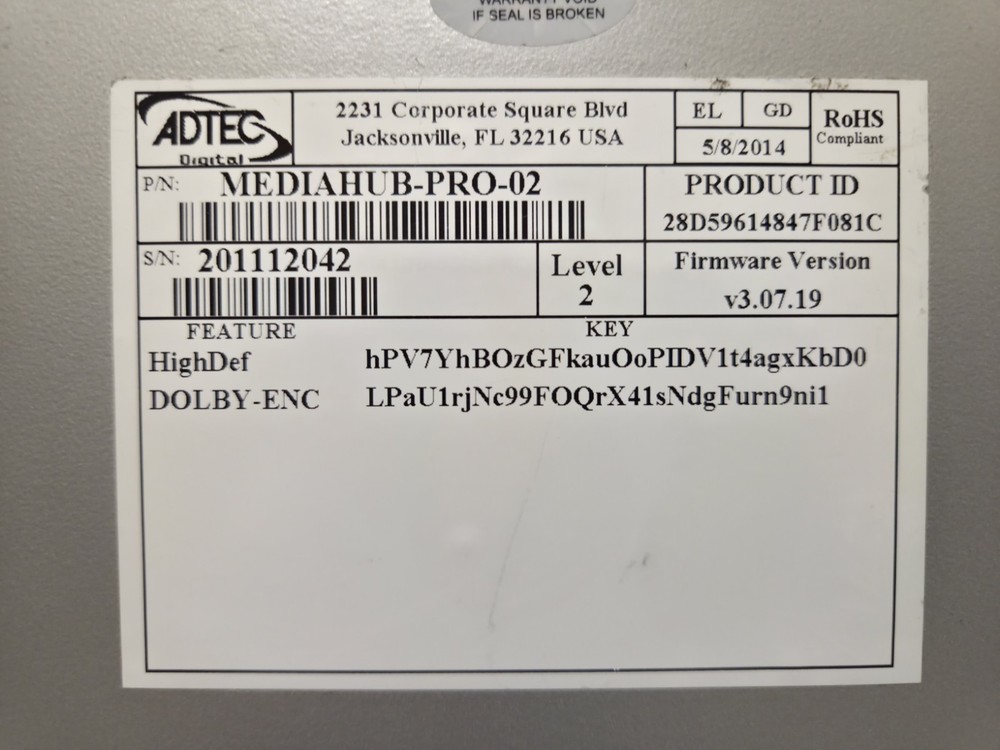 WARRANTY VOID
IF SEAL IS BROKEN
ADTEC
Digital
2231 Corporate Square Blvd
Jacksonville, FL 32216 USA
EL GD
5/8/2014
RoHS
Compliant
P/N: MEDIAHUB-PRO-02
PRODUCT ID
28D59614847F081C
S/N: 201112042
Level
2
Firmware Version
v3.07.19
FEATURE KEY
HighDef hPV7YhBOzGFkauOoPIDV1t4agxKbD0
DOLBY-ENC LPaU1rjNc99FOQrX41sNdgFurn9ni1